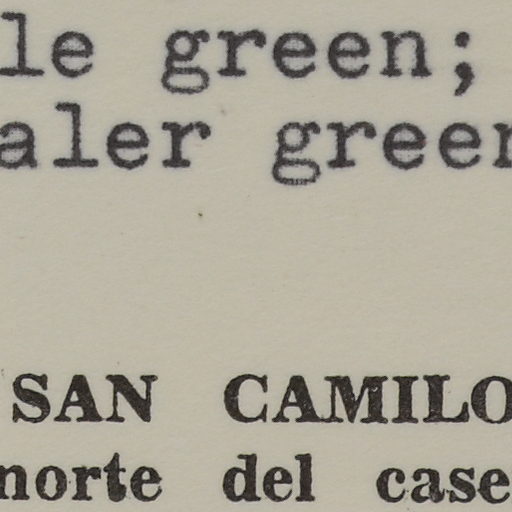 le green;
aler green
SAN CAMILO
norte del case